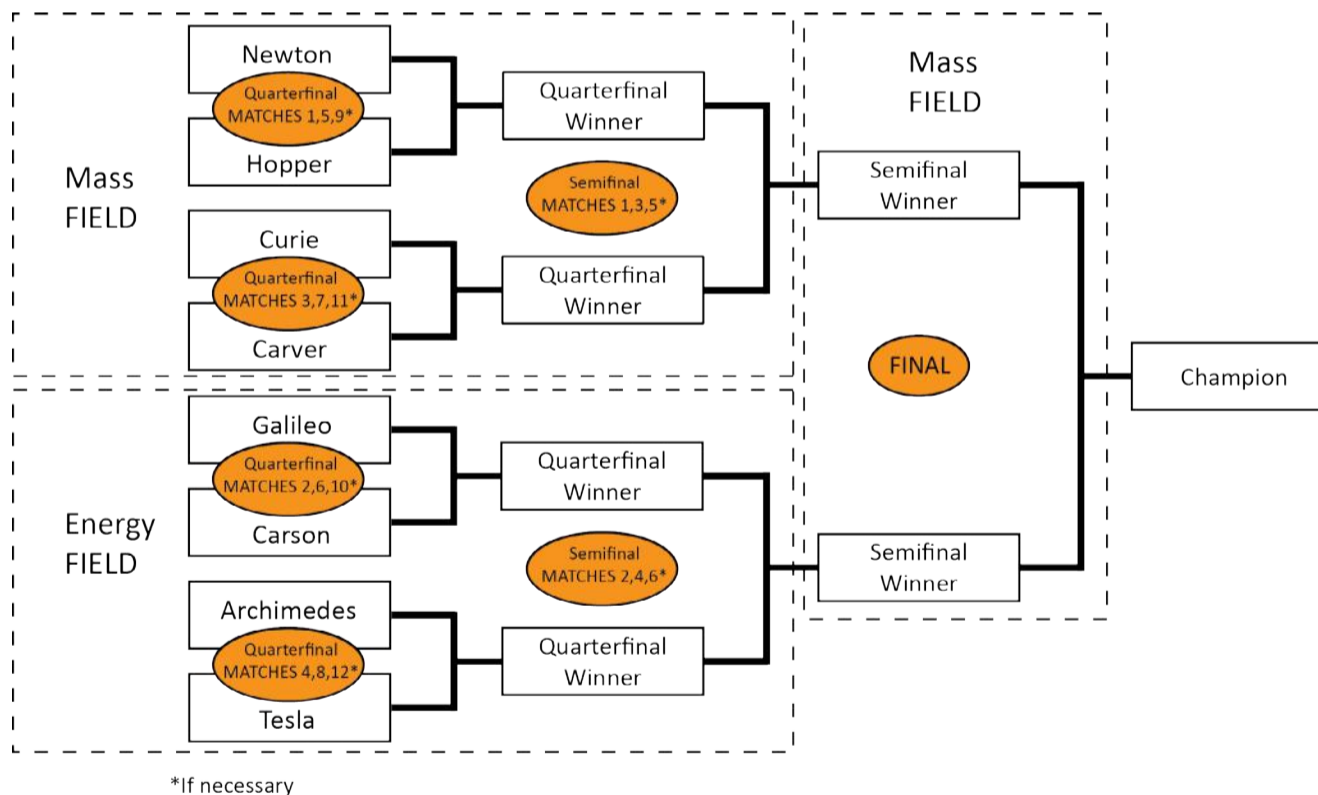 Mass
FIELD
Newton
Quarterfinal
MATCHES 1,5,9*
Hopper
Curie
Quarterfinal
MATCHES 3,7,11*
Carver
Quarterfinal
Winner
Semifinal
MATCHES 1,3,5*
Quarterfinal
Winner
Energy
FIELD
Galileo
Quarterfinal
MATCHES 2,6,10*
Carson
Archimedes
Quarterfinal
MATCHES 4,8,12*
Tesla
Quarterfinal
Winner
Semifinal
MATCHES 2,4,6*
Quarterfinal
Winner
Mass
FIELD
Semifinal
Winner
FINAL
Semifinal
Winner
Champion
*If necessary